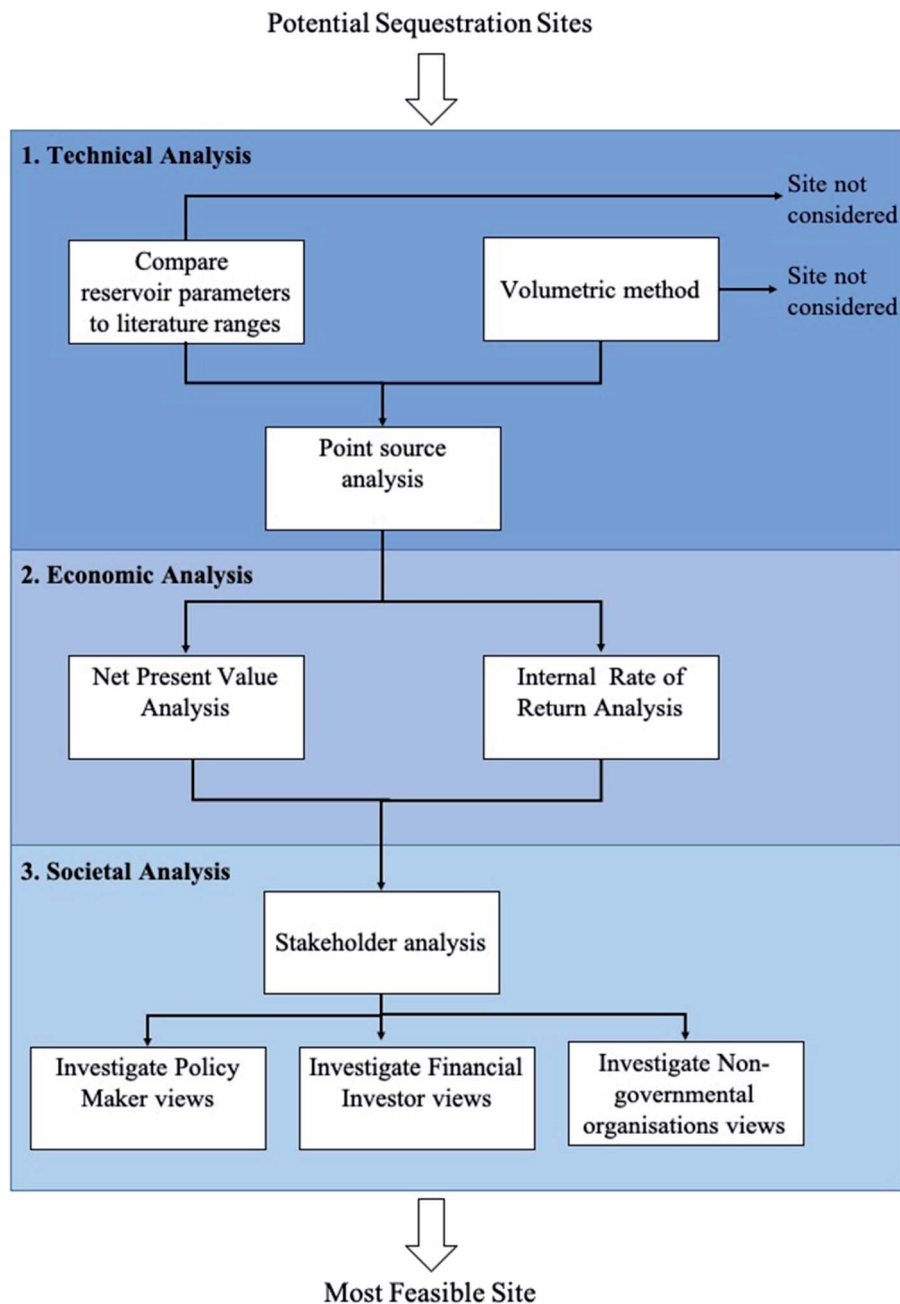 Potential Sequestration Sites
1. Technical Analysis
Site not
considered
Compare
reservoir parameters
to literature ranges
Volumetric method
Site not
considered
Point source
analysis
2. Economic Analysis
Net Present Value
Analysis
Internal Rate of
Return Analysis
3. Societal Analysis
Stakeholder analysis
Investigate Policy
Maker views
Investigate Financial
Investor views
Investigate Non-
governmental
organisations views
Most Feasible Site